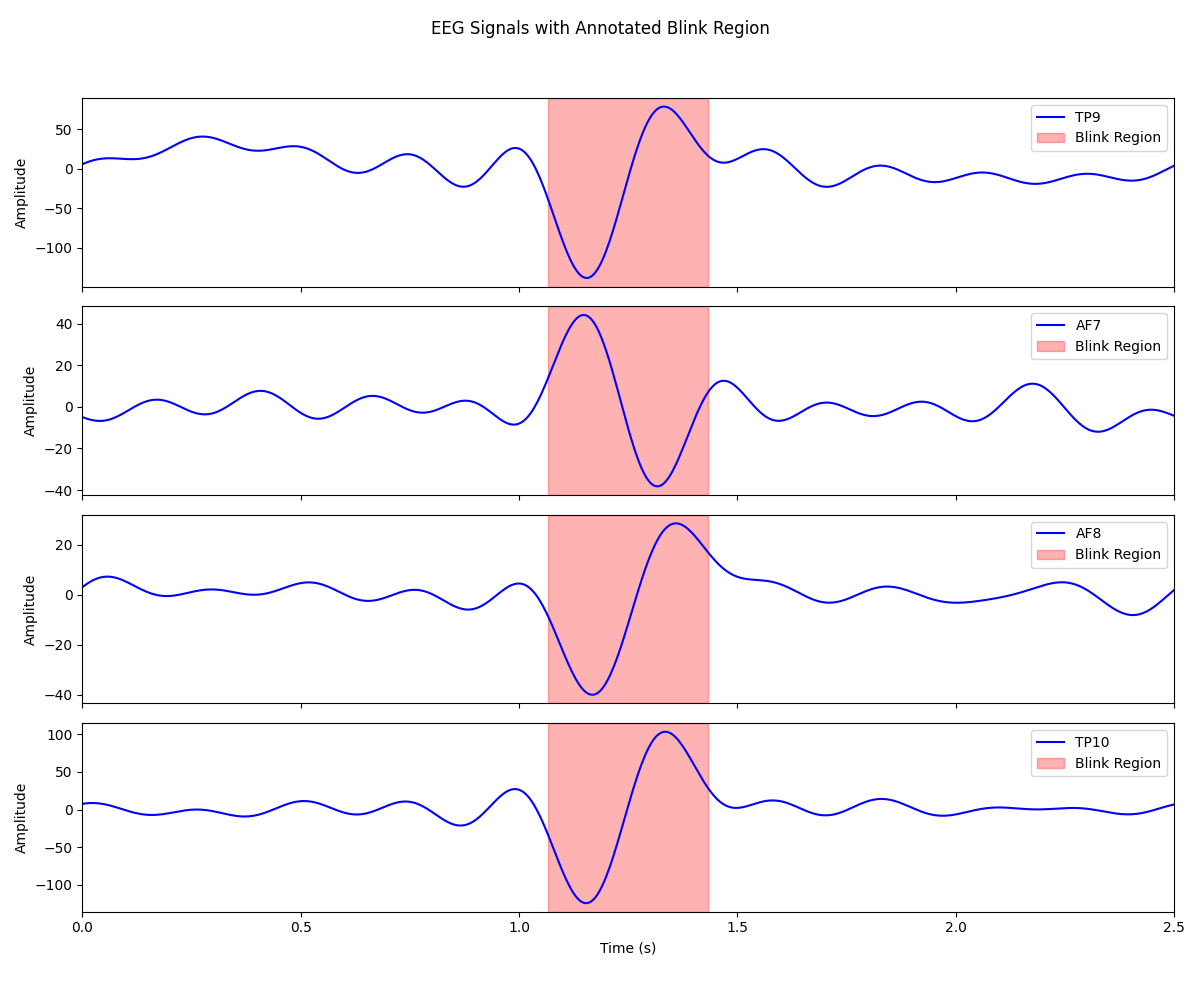 EEG Signals with Annotated Blink Region
Amplitude
50
0
−50
−100
TP9
Blink Region
Amplitude
40
20
0
−20
−40
AF7
Blink Region
Amplitude
20
0
−20
−40
AF8
Blink Region
Amplitude
100
50
0
−50
−100
TP10
Blink Region
0.0 0.5 1.0 1.5 2.0 2.5
Time (s)